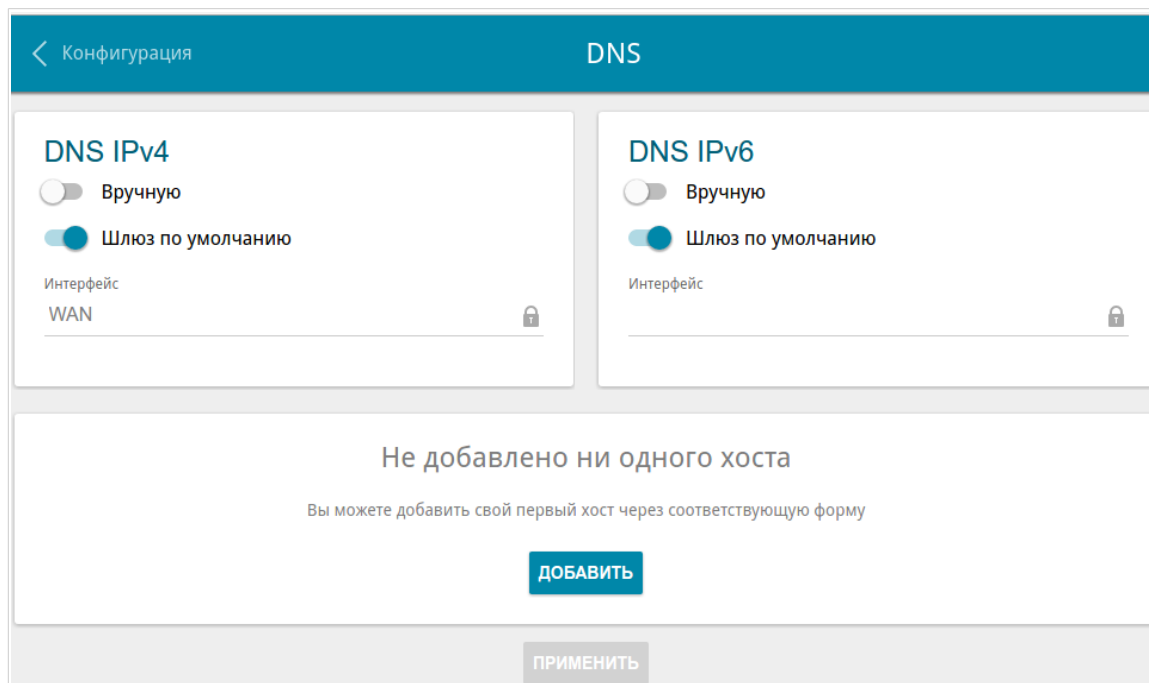 Конфигурация
DNS
DNS IPv4
Вручную
Шлюз по умолчанию
Интерфейс
WAN
DNS IPv6
Вручную
Шлюз по умолчанию
Интерфейс
Не добавлено ни одного хоста
Вы можете добавить свой первый хост через соответствующую форму
ДОБАВИТЬ
ПРИМЕНИТЬ